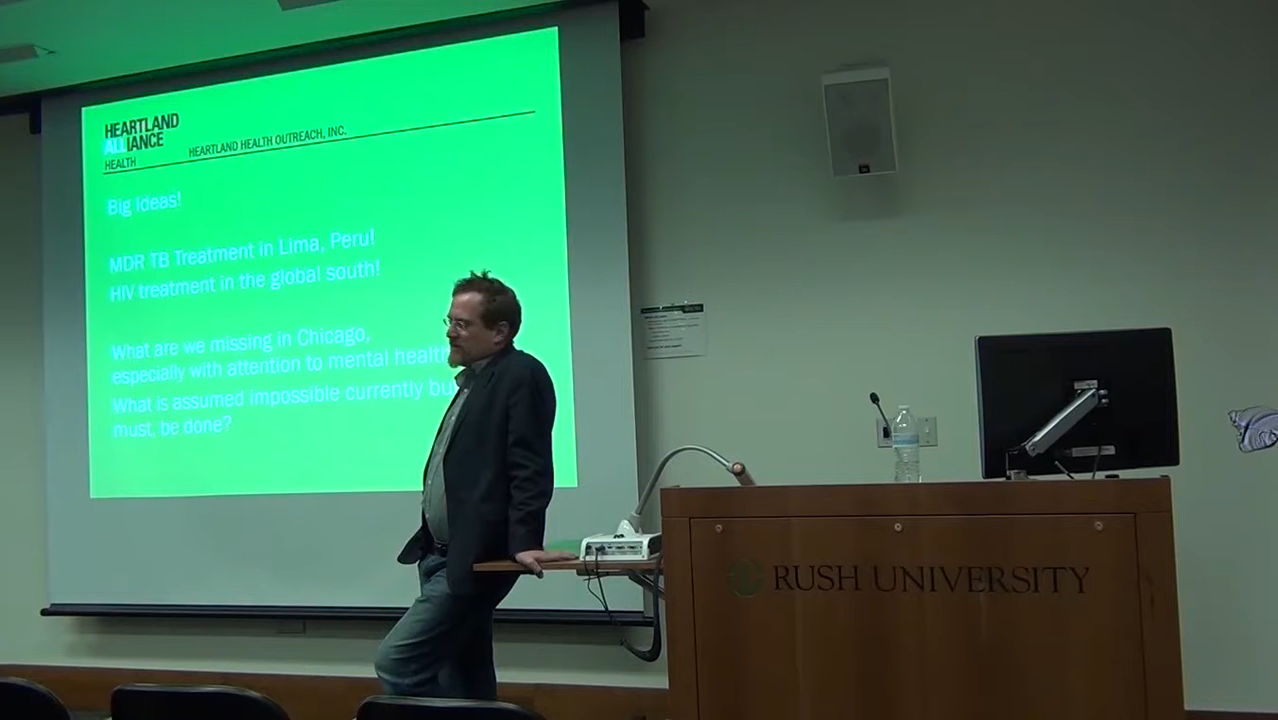 HEARTLAND
ALLIANCE
HEALTH
HEARTLAND HEALTH OUTREACH, INC.
Big Ideas!
MDR TB Treatment in Lima, Peru!
HIV treatment in the global south!
What are we missing in Chicago,
especially with attention to mental health
What is assumed impossible currently bu
must, be done?
RUSH UNIVERSITY